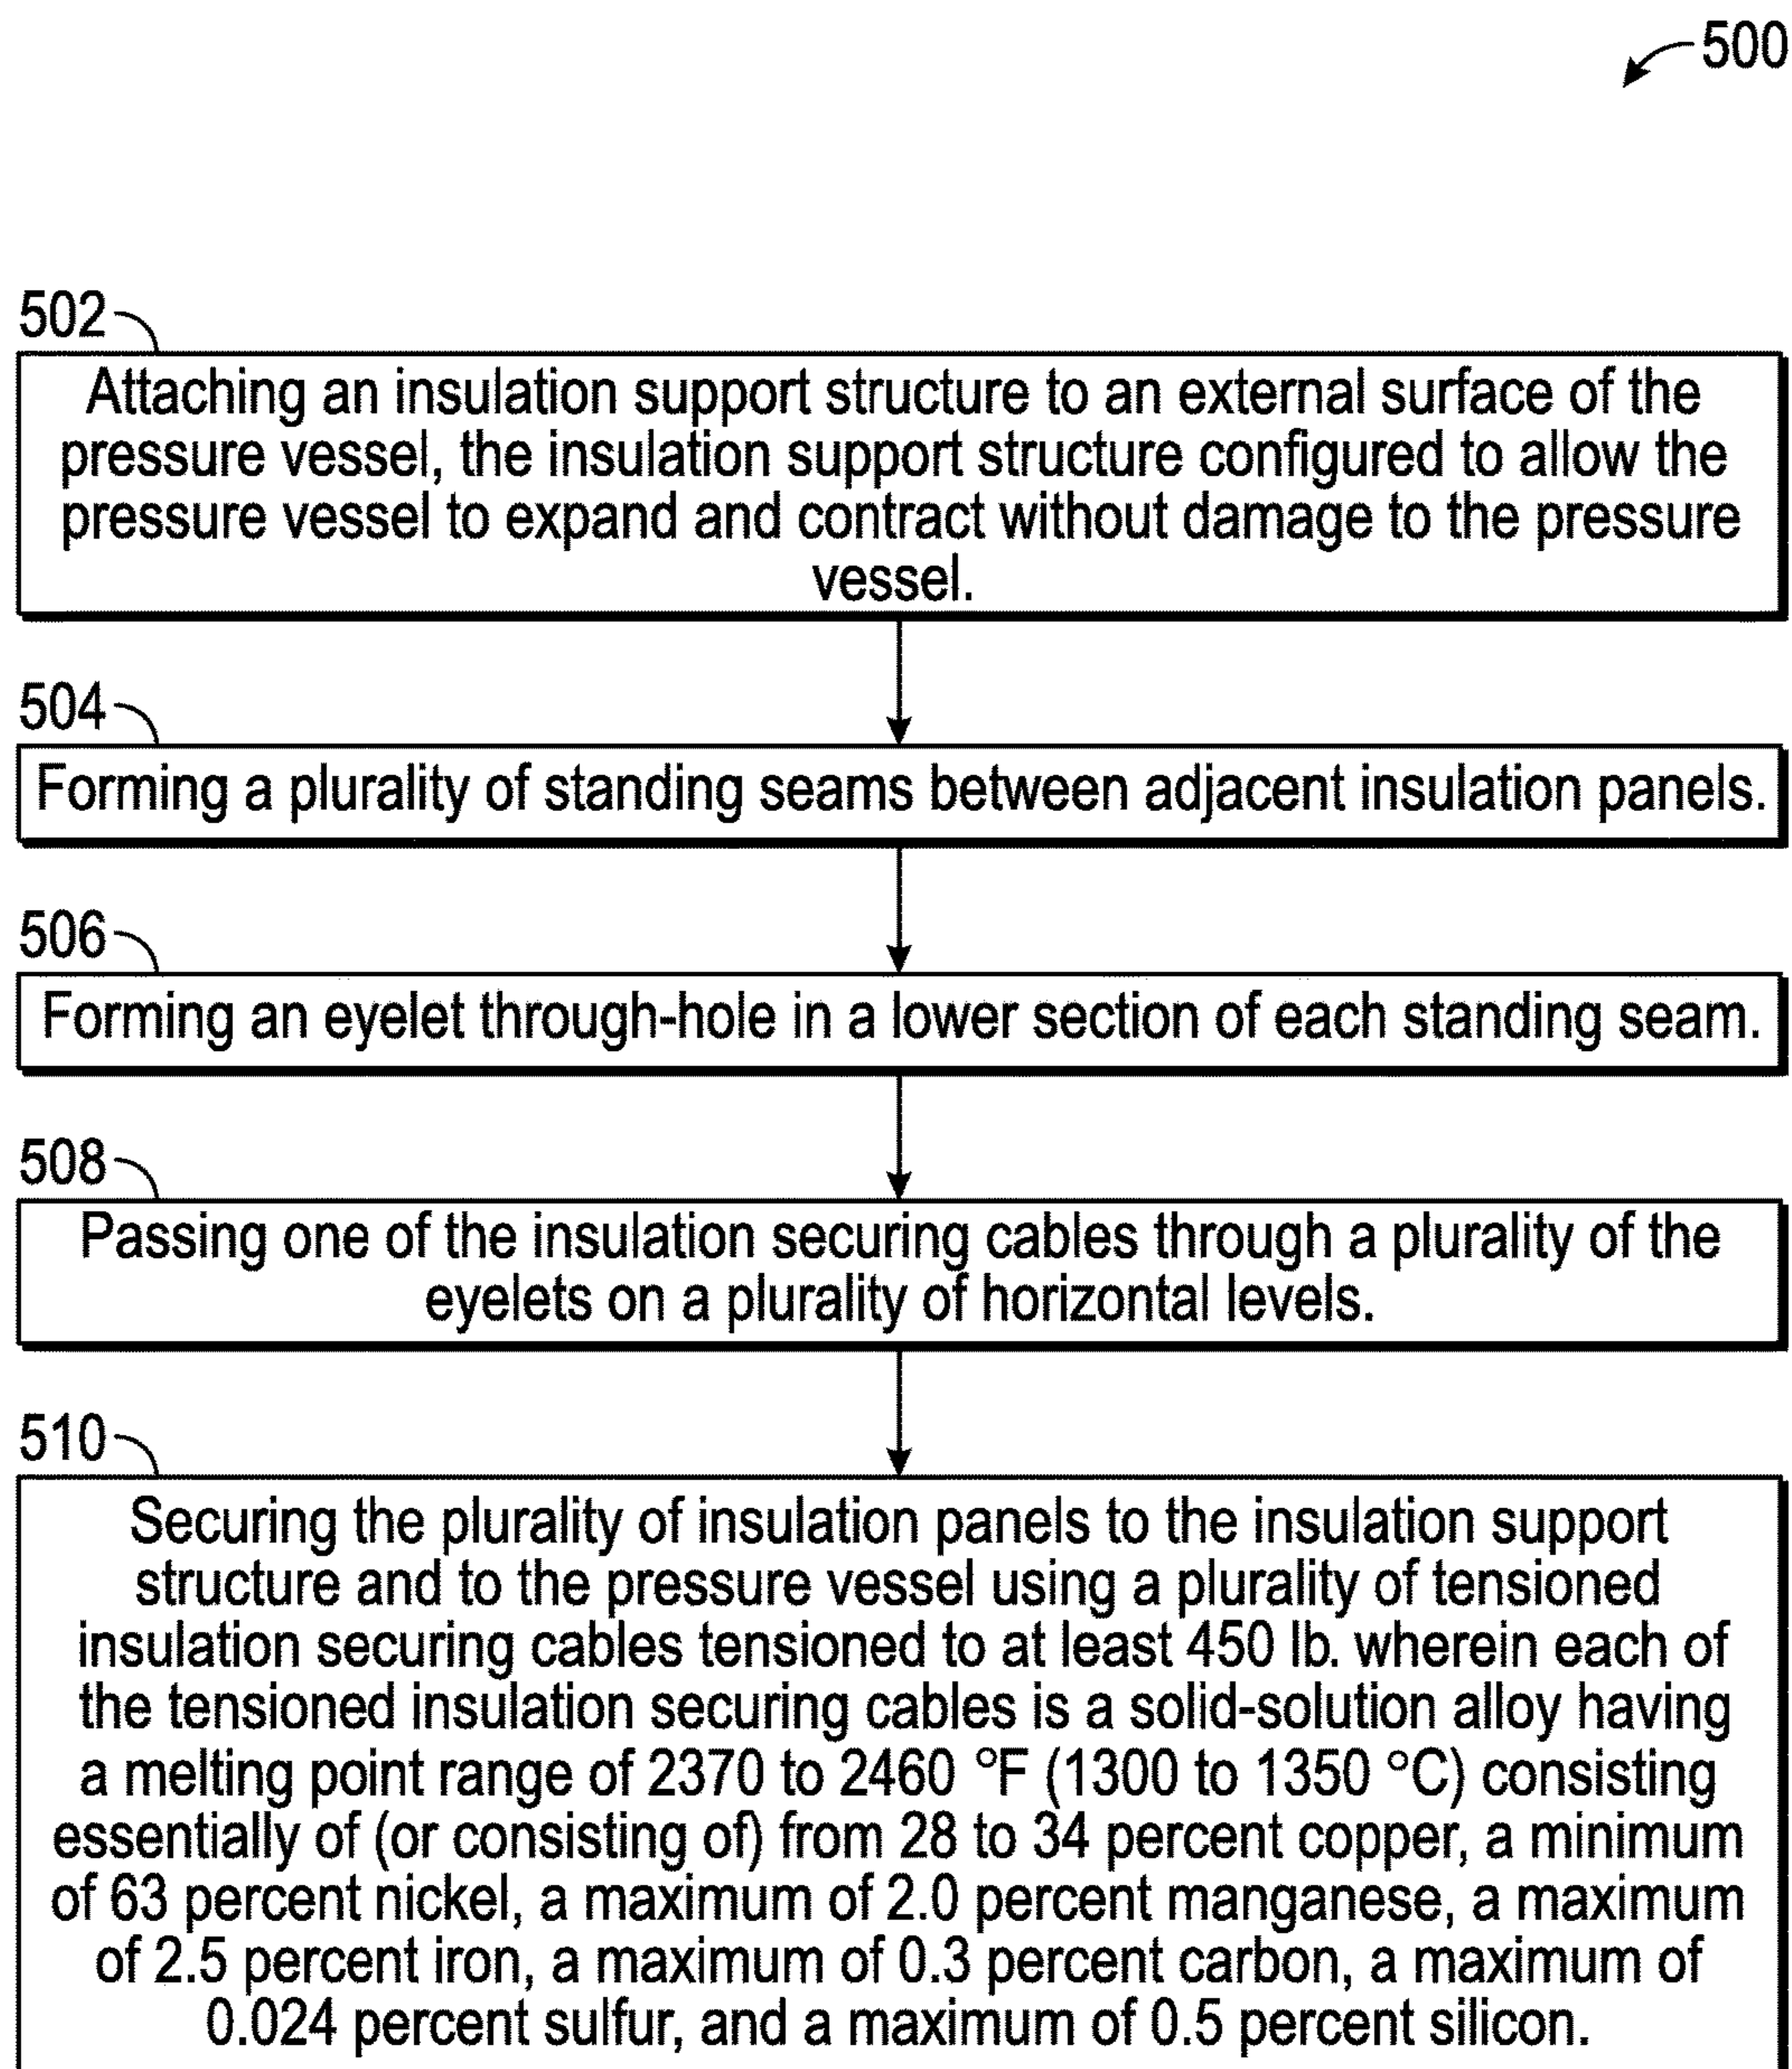 500
502
Attaching an insulation support structure to an external surface of the
pressure vessel, the insulation support structure configured to allow the
pressure vessel to expand and contract without damage to the pressure
vessel.
504
Forming a plurality of standing seams between adjacent insulation panels.
506
Forming an eyelet through-hole in a lower section of each standing seam.
508
Passing one of the insulation securing cables through a plurality of the
eyelets on a plurality of horizontal levels.
510
Securing the plurality of insulation panels to the insulation support
structure and to the pressure vessel using a plurality of tensioned
insulation securing cables tensioned to at least 450 lb. wherein each of
the tensioned insulation securing cables is a solid-solution alloy having
a melting point range of 2370 to 2460 °F (1300 to 1350 °C) consisting
essentially of (or consisting of) from 28 to 34 percent copper, a minimum
of 63 percent nickel, a maximum of 2.0 percent manganese, a maximum
of 2.5 percent iron, a maximum of 0.3 percent carbon, a maximum of
0.024 percent sulfur, and a maximum of 0.5 percent silicon.